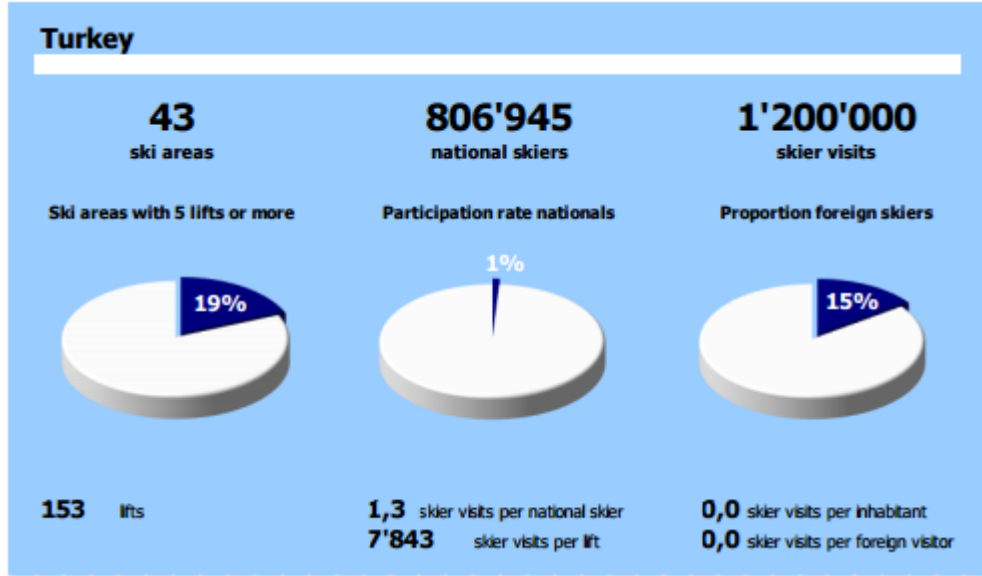 Turkey
43
ski areas
806'945
national skiers
1'200'000
skier visits
Ski areas with 5 lifts or more
Participation rate nationals
Proportion foreign skiers
19%
1%
15%
153 lifts
1,3 skier visits per national skier
7'843 skier visits per lift
0,0 skier visits per inhabitant
0,0 skier visits per foreign visitor